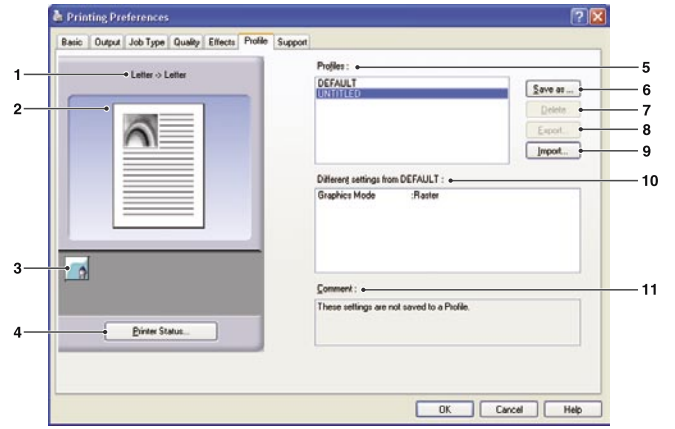 Printing Preferences
Basic Output Job Type Quality Effects Profile Support
1 Letter -> Letter
2
3
4 Printer Status...
Profiles : 5
DEFAULT
UNTITLED
Save as ... 6
Delete 7
Export... 8
Import... 9
Different settings from DEFAULT : 10
Graphics Mode :Raster
Comment : 11
These settings are not saved to a Profile.
OK Cancel Help